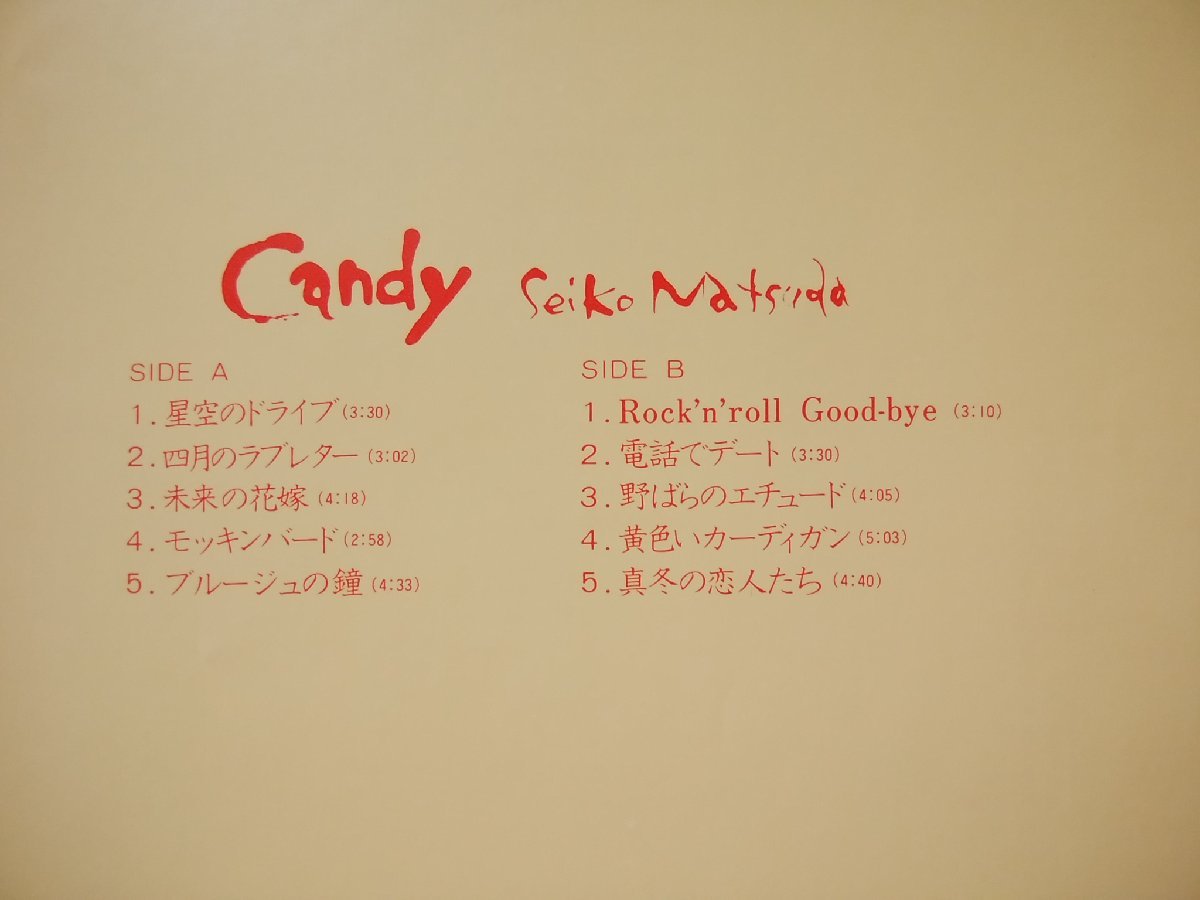 Candy Seiko Matsuda
SIDE A
1. 星空のドライブ (3:30)
2. 四月のラブレター (3:02)
3. 未来の花嫁 (4:18)
4. モッキンバード (2:58)
5. ブルージュの鐘 (4:33)
SIDE B
1. Rock'n'roll Good-bye (3:10)
2. 電話でデート (3:30)
3. 野ばらのエチュード (4:05)
4. 黄色いカーディガン (5:03)
5. 真冬の恋人たち (4:40)